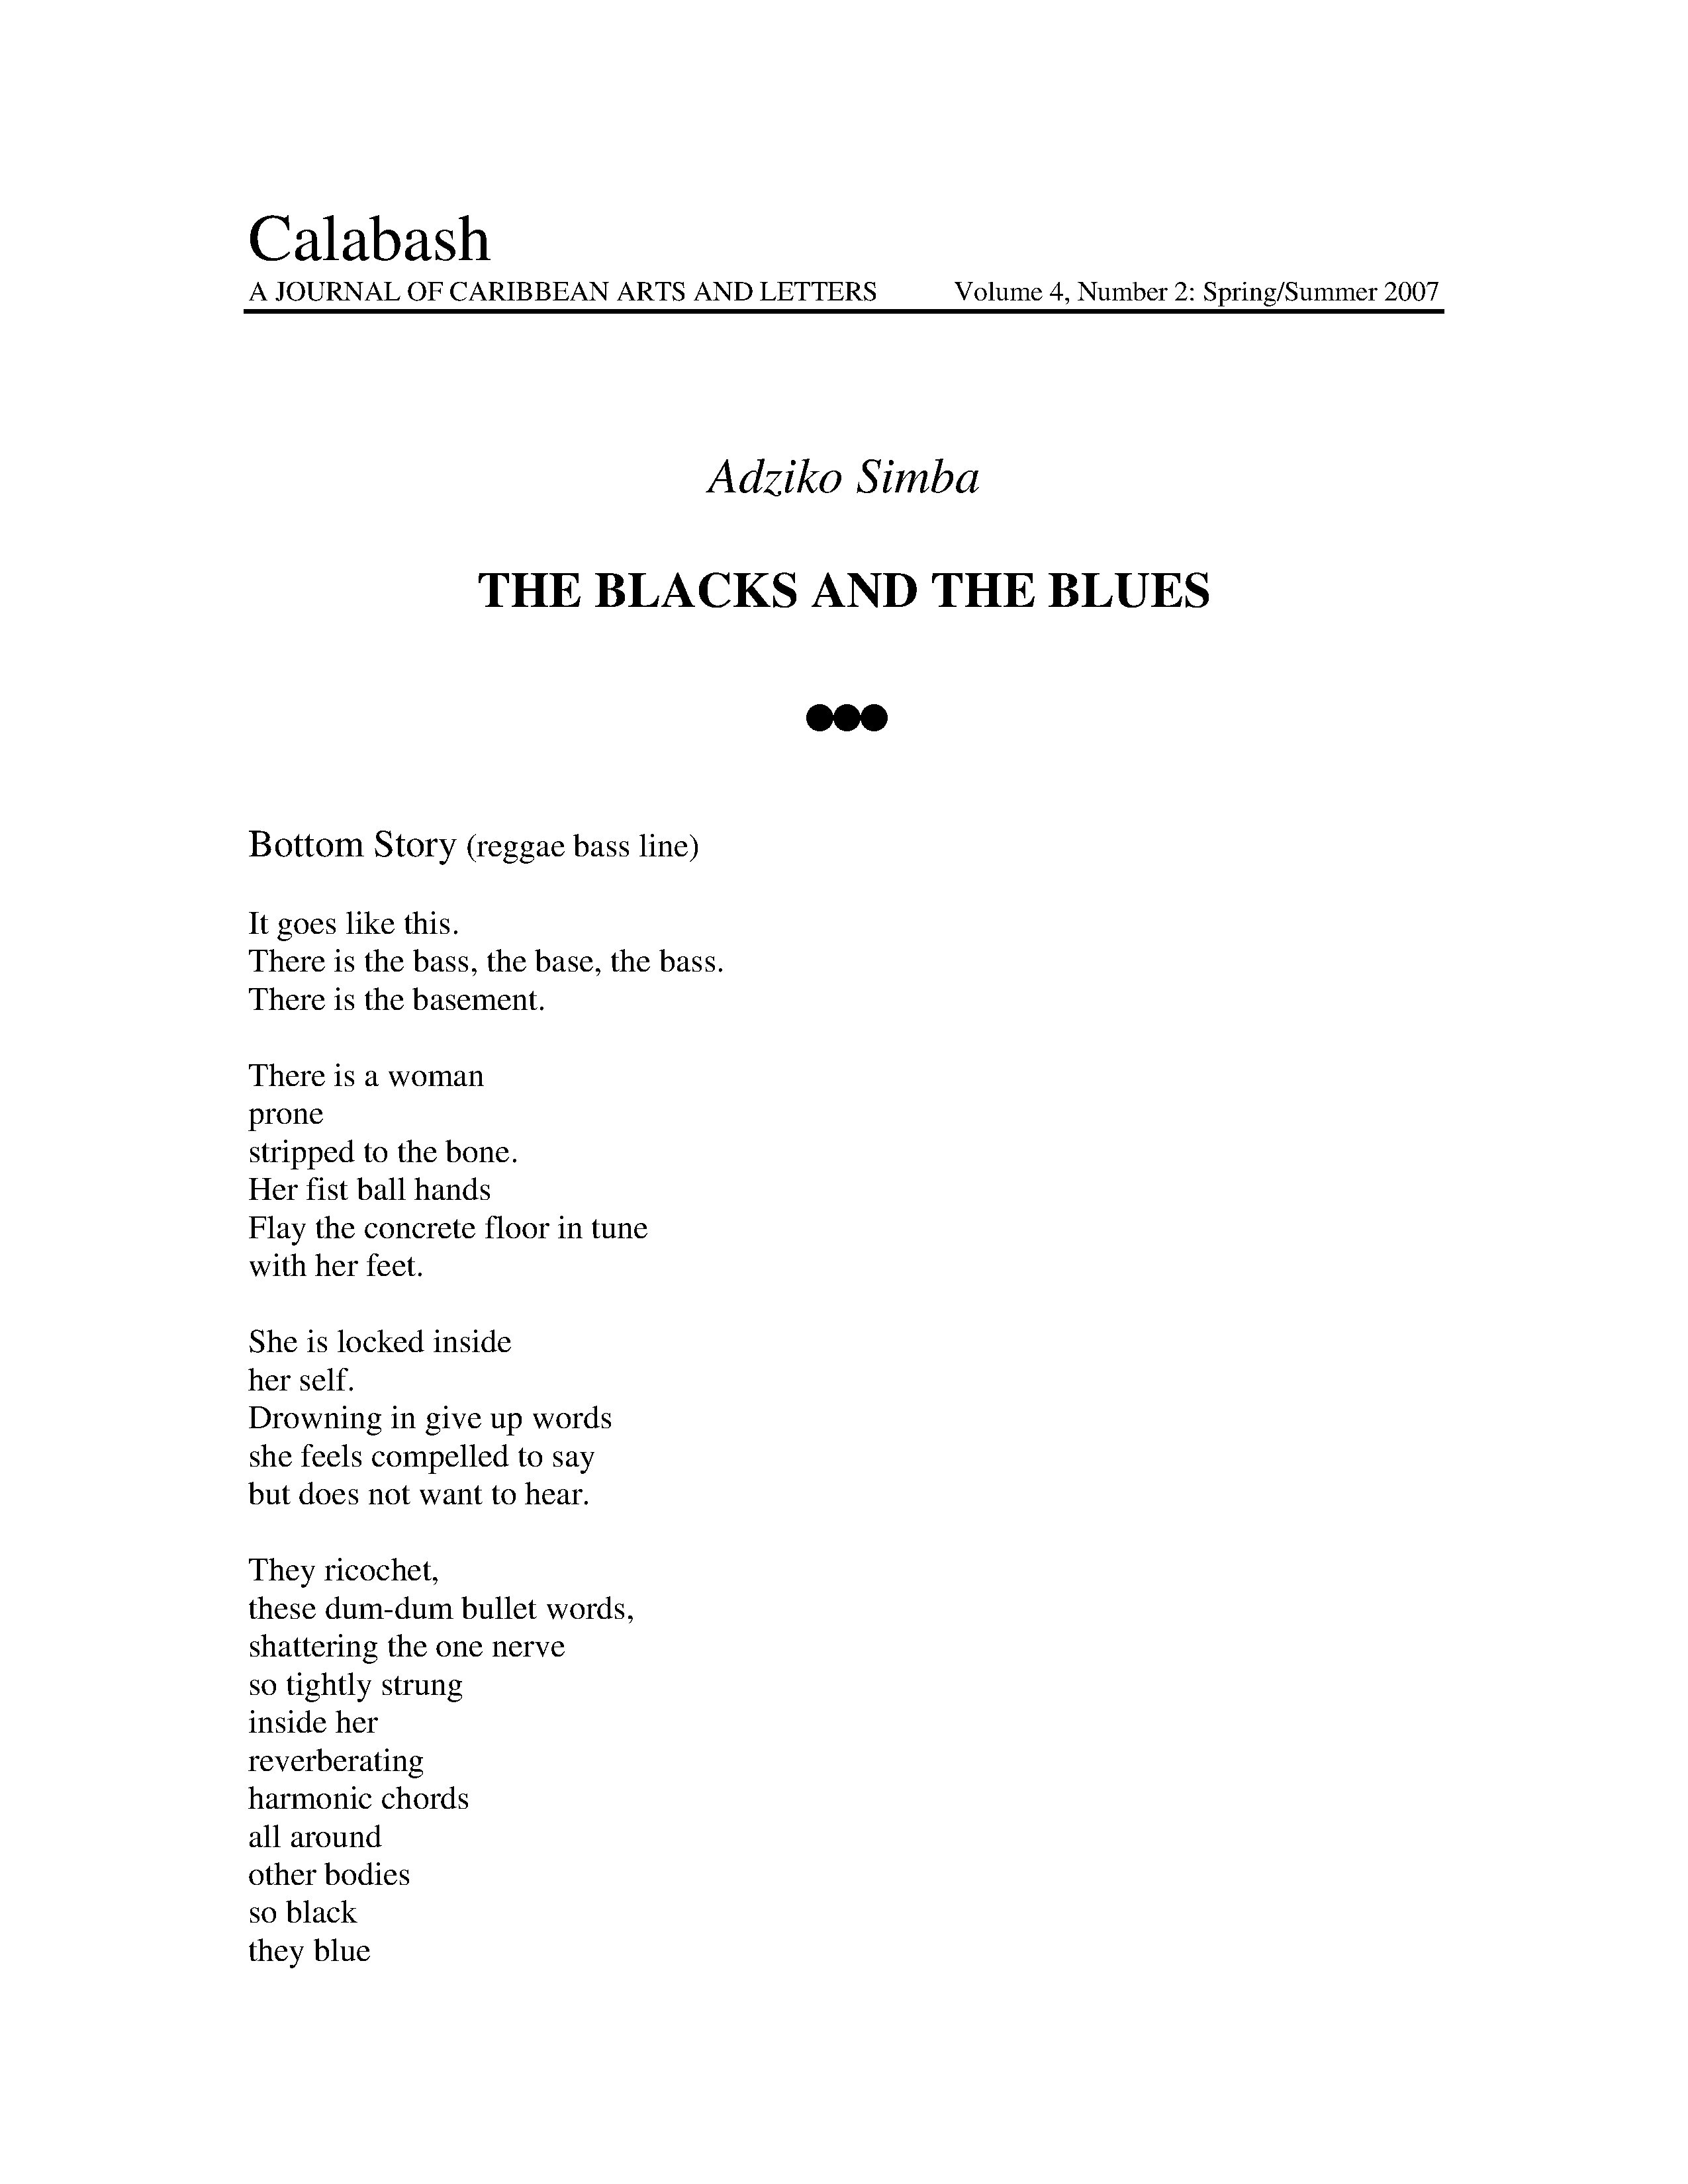 Calabash
A JOURNAL OF CARIBBEAN ARTS AND LETTERS Volume 4, Number 2: Spring/Summer 2007
Adziko Simba
THE BLACKS AND THE BLUES
●●●
Bottom Story (reggae bass line)
It goes like this.
There is the bass, the base, the bass.
There is the basement.
There is a woman
prone
stripped to the bone.
Her fist ball hands
Flay the concrete floor in tune
with her feet.
She is locked inside
her self.
Drowning in give up words
she feels compelled to say
but does not want to hear.
They ricochet,
these dum-dum bullet words,
shattering the one nerve
so tightly strung
inside her
reverberating
harmonic chords
all around
other bodies
so black
they blue